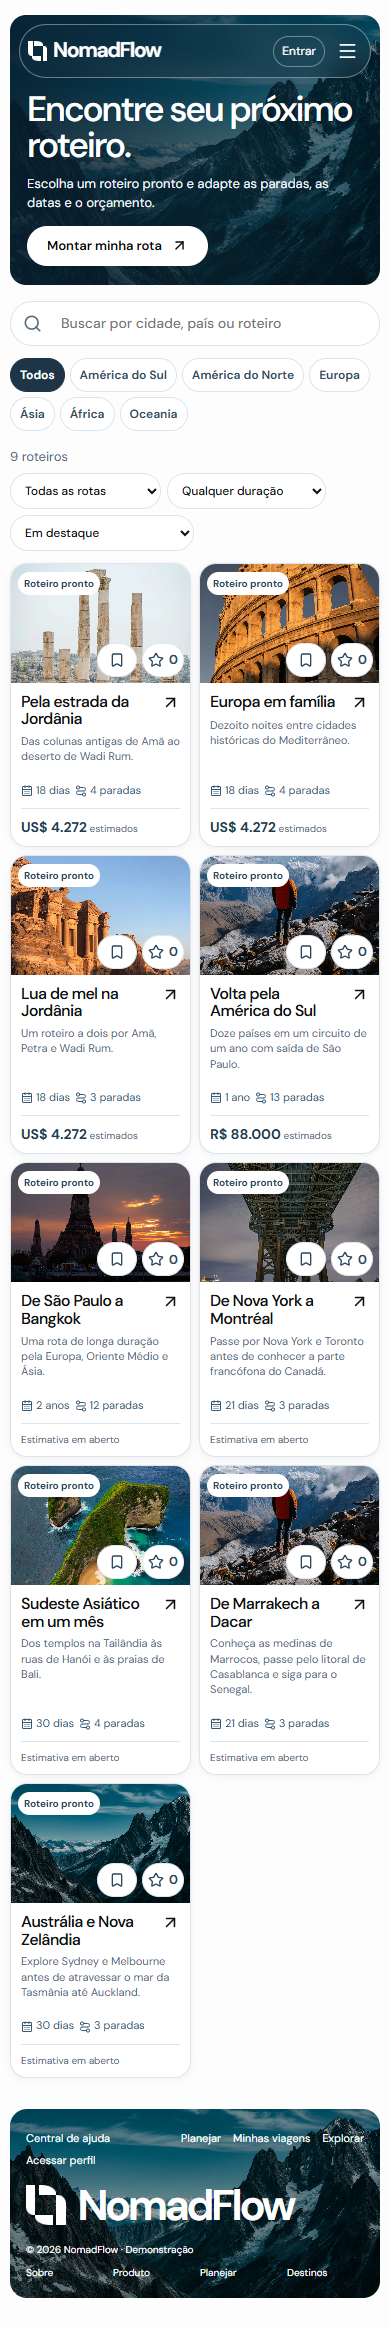 NomadFlow
Entrar
Encontre seu próximo
roteiro.
Escolha um roteiro pronto e adapte as paradas, as
datas e o orçamento.
Montar minha rota
Buscar por cidade, país ou roteiro
Todos
América do Sul
América do Norte
Europa
Ásia
África
Oceania
9 roteiros
Todas as rotas
Qualquer duração
Em destaque
Roteiro pronto
0
Pela estrada da
Jordânia
Das colunas antigas de Amã ao
deserto de Wadi Rum.
18 dias
4 paradas
US$ 4.272 estimados
Roteiro pronto
0
Europa em família
Dezoito noites entre cidades
históricas do Mediterrâneo.
18 dias
4 paradas
US$ 4.272 estimados
Roteiro pronto
0
Lua de mel na
Jordânia
Um roteiro a dois por Amã,
Petra e Wadi Rum.
18 dias
3 paradas
US$ 4.272 estimados
Roteiro pronto
0
Volta pela
América do Sul
Doze países em um circuito de
um ano com saída de São
Paulo.
1 ano
13 paradas
R$ 88.000 estimados
Roteiro pronto
0
De São Paulo a
Bangkok
Uma rota de longa duração
pela Europa, Oriente Médio e
Ásia.
2 anos
12 paradas
Estimativa em aberto
Roteiro pronto
0
De Nova York a
Montréal
Passe por Nova York e Toronto
antes de conhecer a parte
francófona do Canadá.
21 dias
3 paradas
Estimativa em aberto
Roteiro pronto
0
Sudeste Asiático
em um mês
Dos templos na Tailândia às
ruas de Hanói e às praias de
Bali.
30 dias
4 paradas
Estimativa em aberto
Roteiro pronto
0
De Marrakech a
Dacar
Conheça as medinas de
Marrocos, passe pelo litoral de
Casablanca e siga para o
Senegal.
21 dias
3 paradas
Estimativa em aberto
Roteiro pronto
0
Austrália e Nova
Zelândia
Explore Sydney e Melbourne
antes de atravessar o mar da
Tasmânia até Auckland.
30 dias
3 paradas
Estimativa em aberto
Central de ajuda
Planejar
Minhas viagens
Explorar
Acessar perfil
NomadFlow
© 2026 NomadFlow · Demonstração
Sobre
Produto
Planejar
Destinos